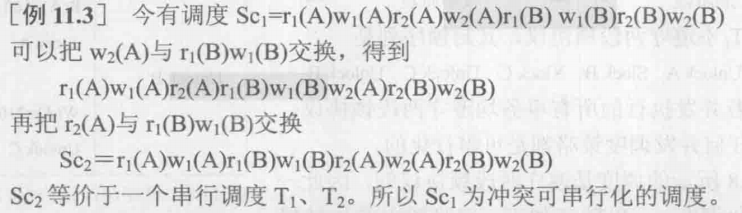 [例 11.3] 今有调度 Sc₁=r₁(A)w₁(A)r₂(A)w₂(A)r₁(B) w₁(B)r₂(B)w₂(B)
可以把 w₂(A)与 r₁(B)w₁(B)交换，得到
r₁(A)w₁(A)r₂(A)r₁(B)w₁(B)w₂(A)r₂(B)w₂(B)
再把 r₂(A)与 r₁(B)w₁(B)交换
Sc₂=r₁(A)w₁(A)r₁(B)w₁(B)r₂(A)w₂(A)r₂(B)w₂(B)
Sc₂ 等价于一个串行调度 T₁、T₂。所以 Sc₁ 为冲突可串行化的调度。